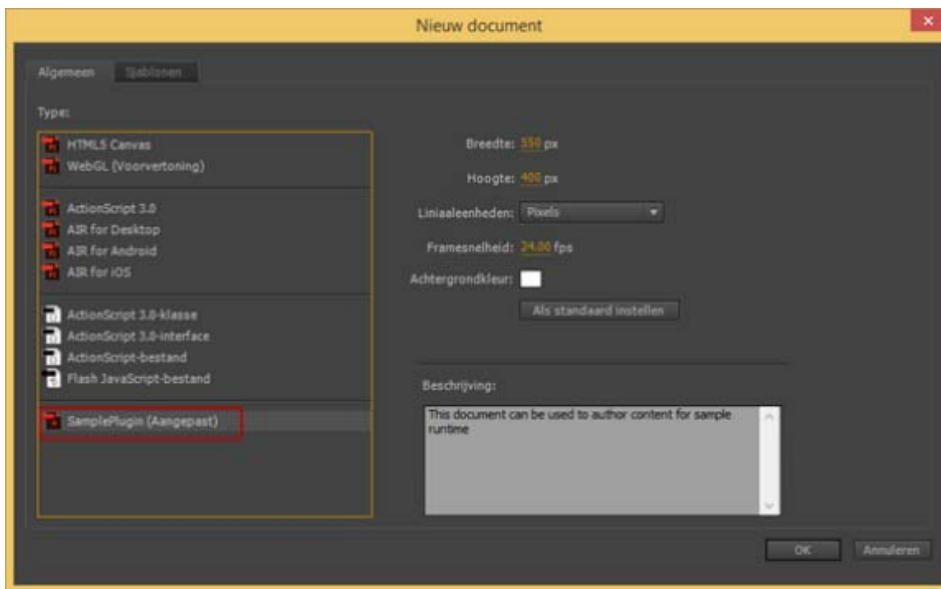 Nieuw document
Algemeen Sjablonen
Type:
HTML5 Canvas
WebGL (Voorvertoning)
ActionScript 3.0
AIR for Desktop
AIR for Android
AIR for iOS
ActionScript 3.0-klasse
ActionScript 3.0-interface
ActionScript-bestand
Flash JavaScript-bestand
SamplePlugin (Aangepast)
Breedte: 550 px
Hoogte: 400 px
Liniaaleenheden: Pixels
Framesnelheid: 24.00 fps
Achtergrondkleur:
Als standaard instellen
Beschrijving:
This document can be used to author content for sample
runtime
OK Annuleren